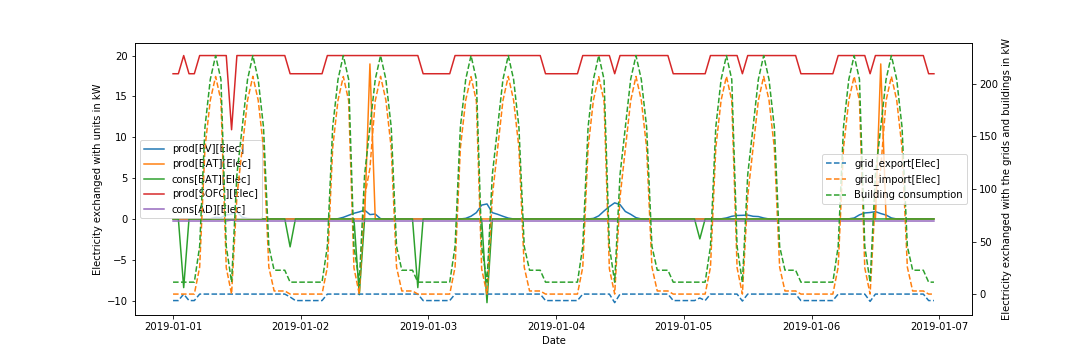 Electricity exchanged with units in kW
20
15
10
5
0
−5
−10
prod[PV][Elec]
prod[BAT][Elec]
cons[BAT][Elec]
prod[SOFC][Elec]
cons[AD][Elec]
grid_export[Elec]
grid_import[Elec]
Building consumption
200
150
100
50
0
Electricity exchanged with the grids and buildings in kW
2019-01-01 2019-01-02 2019-01-03 2019-01-04 2019-01-05 2019-01-06 2019-01-07
Date